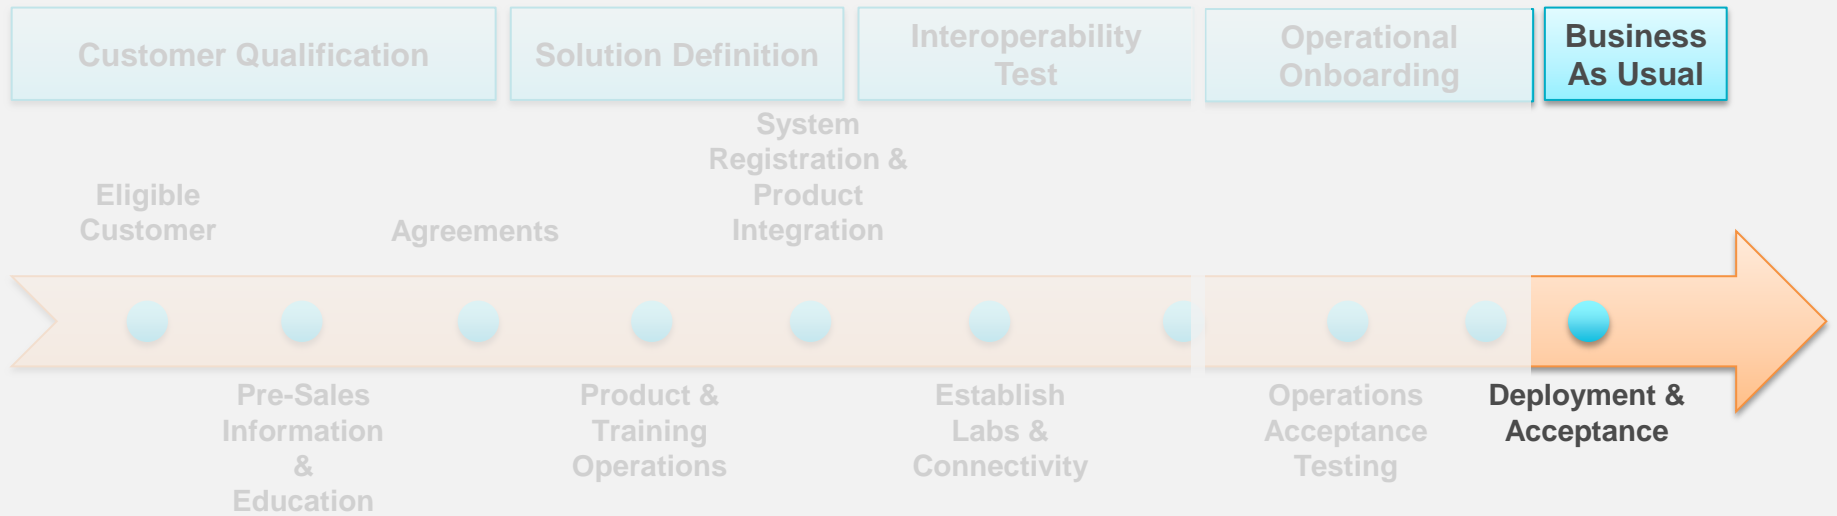 Customer Qualification
Solution Definition
Interoperability
Test
Operational
Onboarding
Business
As Usual
Eligible
Customer
Agreements
System
Registration &
Product
Integration
Pre-Sales
Information
&
Education
Product &
Training
Operations
Establish
Labs &
Connectivity
Operations
Acceptance
Testing
Deployment &
Acceptance